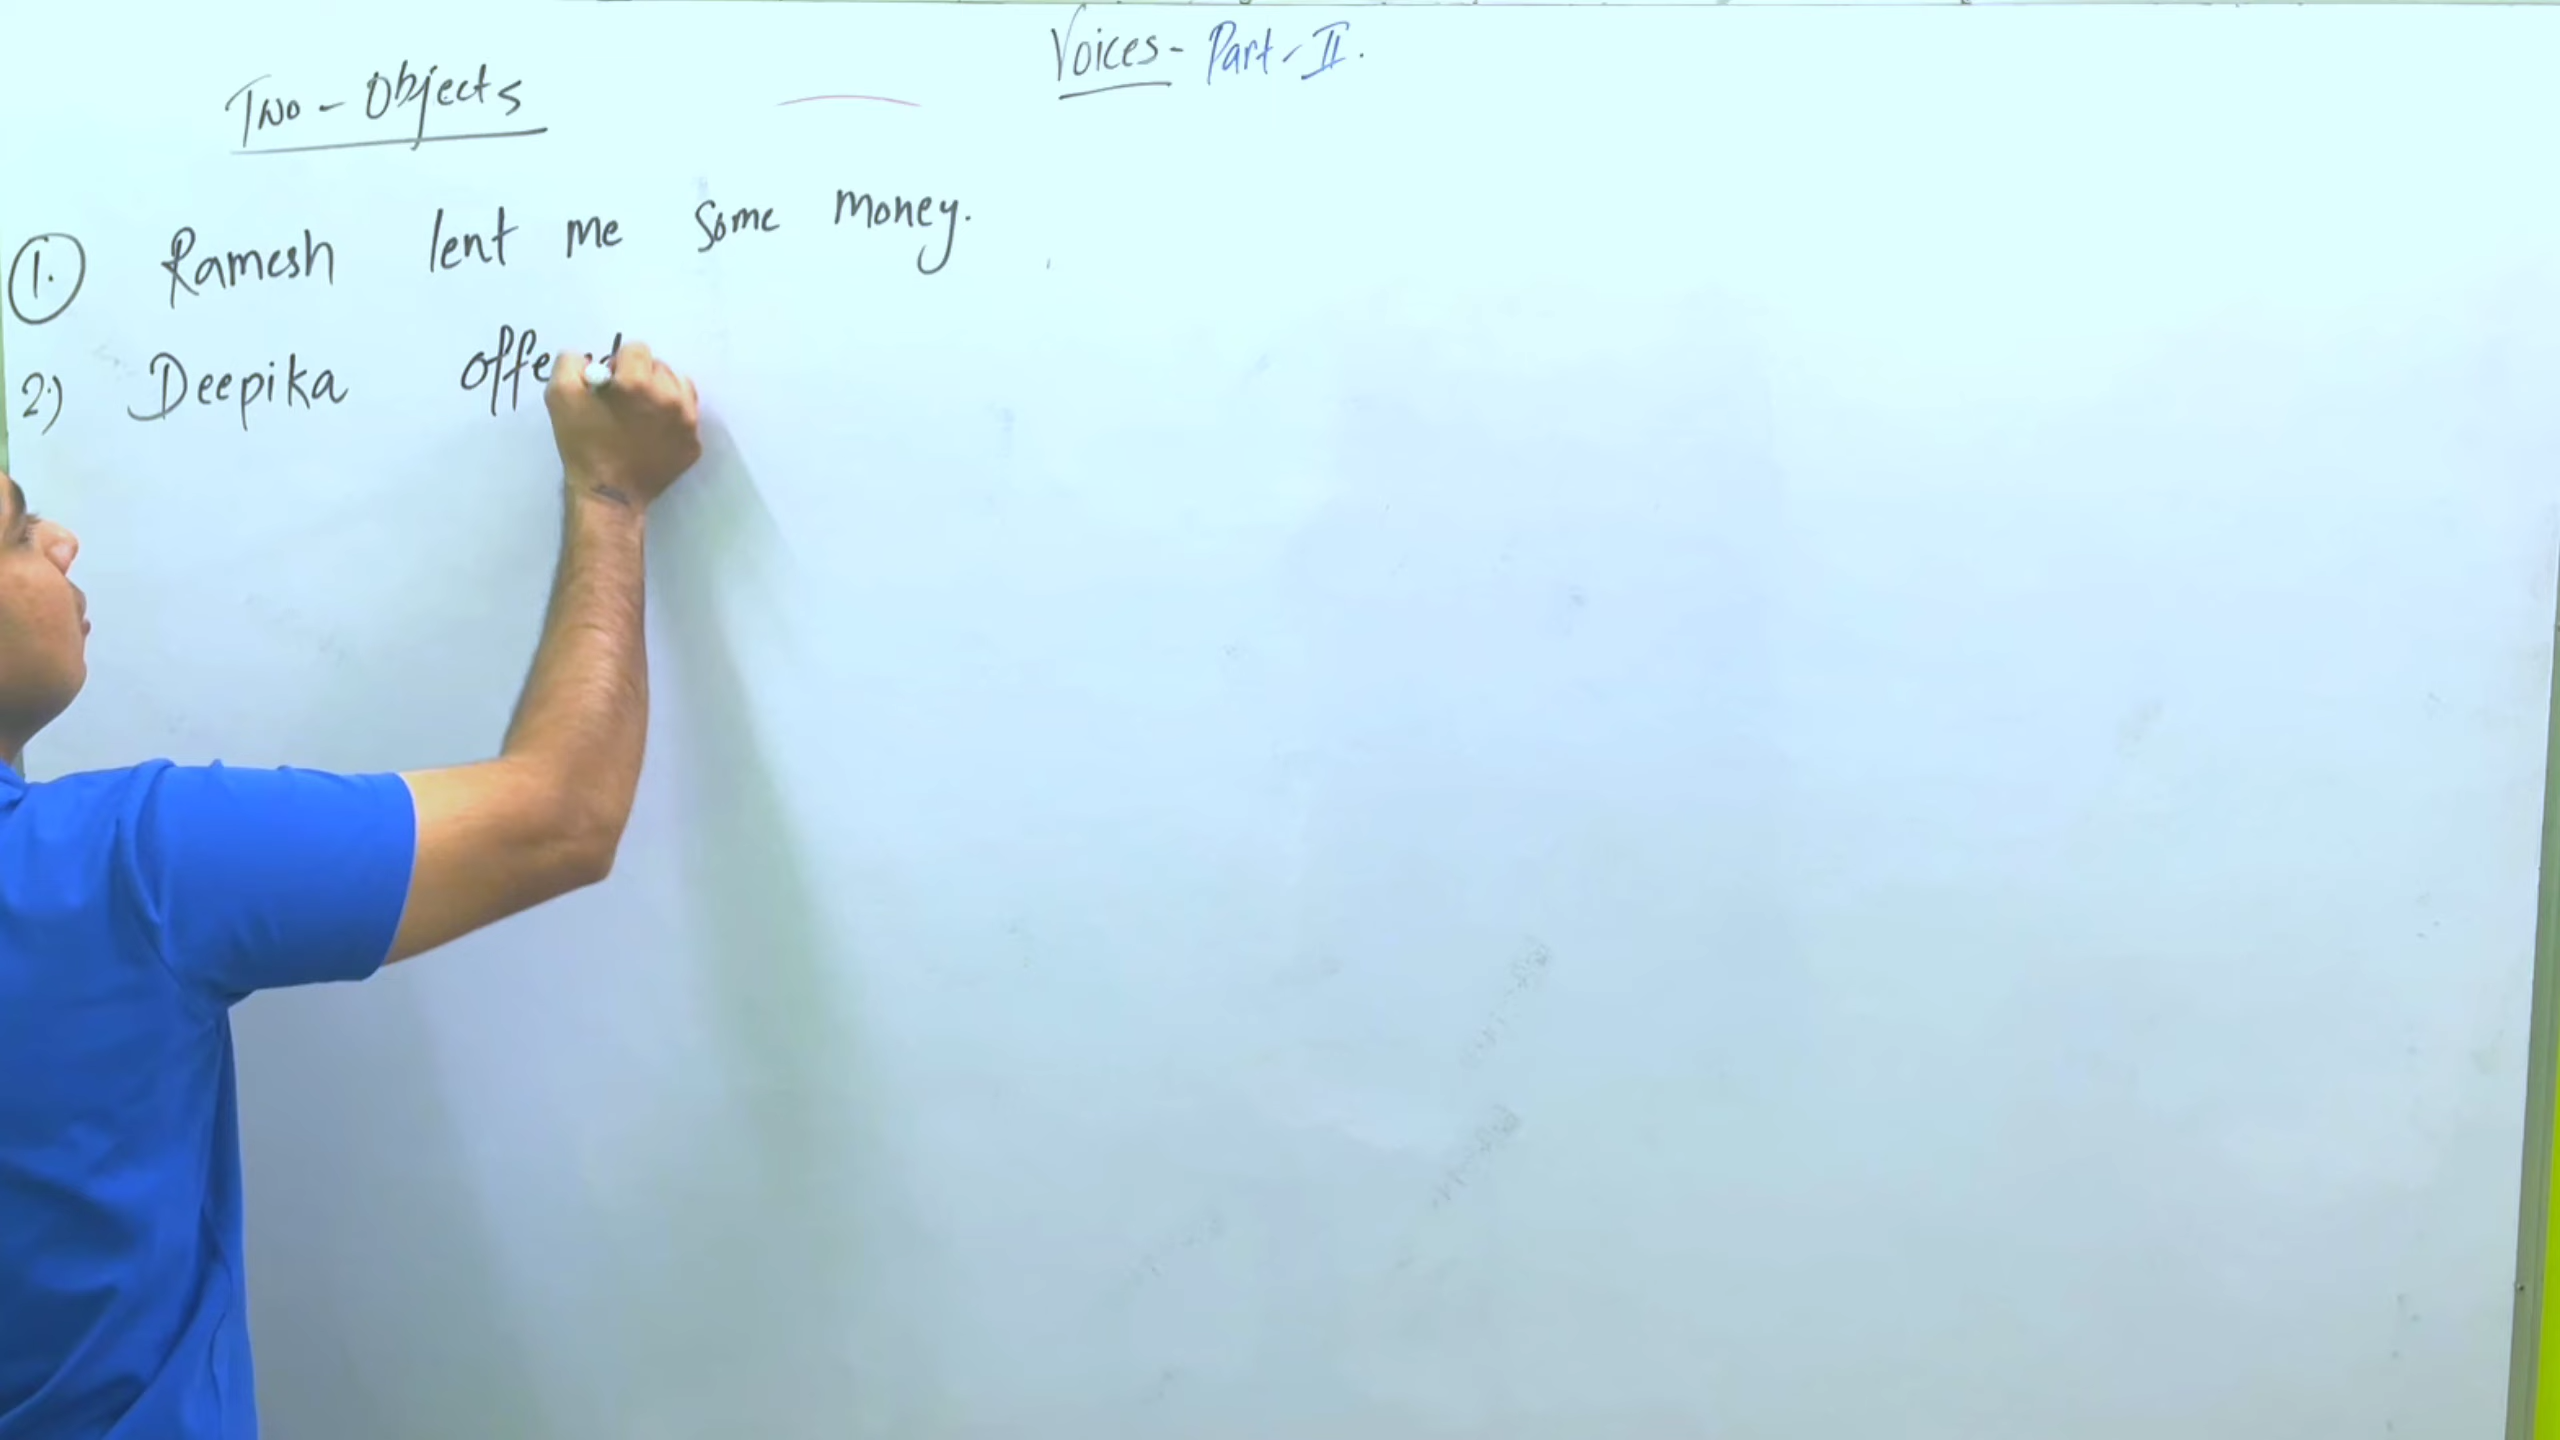 Voices - Part - II.
Two - Objects
1. Ramesh lent me some money.
2) Deepika